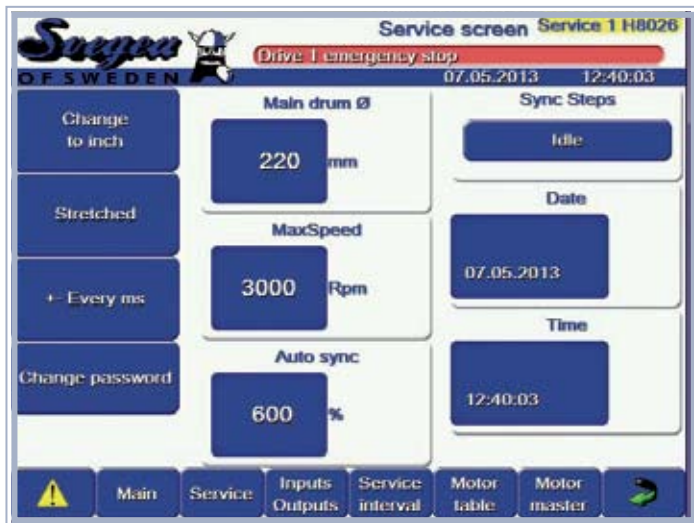 Svegea
OF SWEDEN
Service screen
Service 1 H8026
Drive 1 emergency stop
07.05.2013 12:40:03
Change
to inch
Stretched
+- Every ms
Change password
Main drum Ø
220 mm
MaxSpeed
3000 Rpm
Auto sync
600 %
Sync Steps
Idle
Date
07.05.2013
Time
12:40:03
Main
Service
Inputs
Outputs
Service
interval
Motor
table
Motor
master